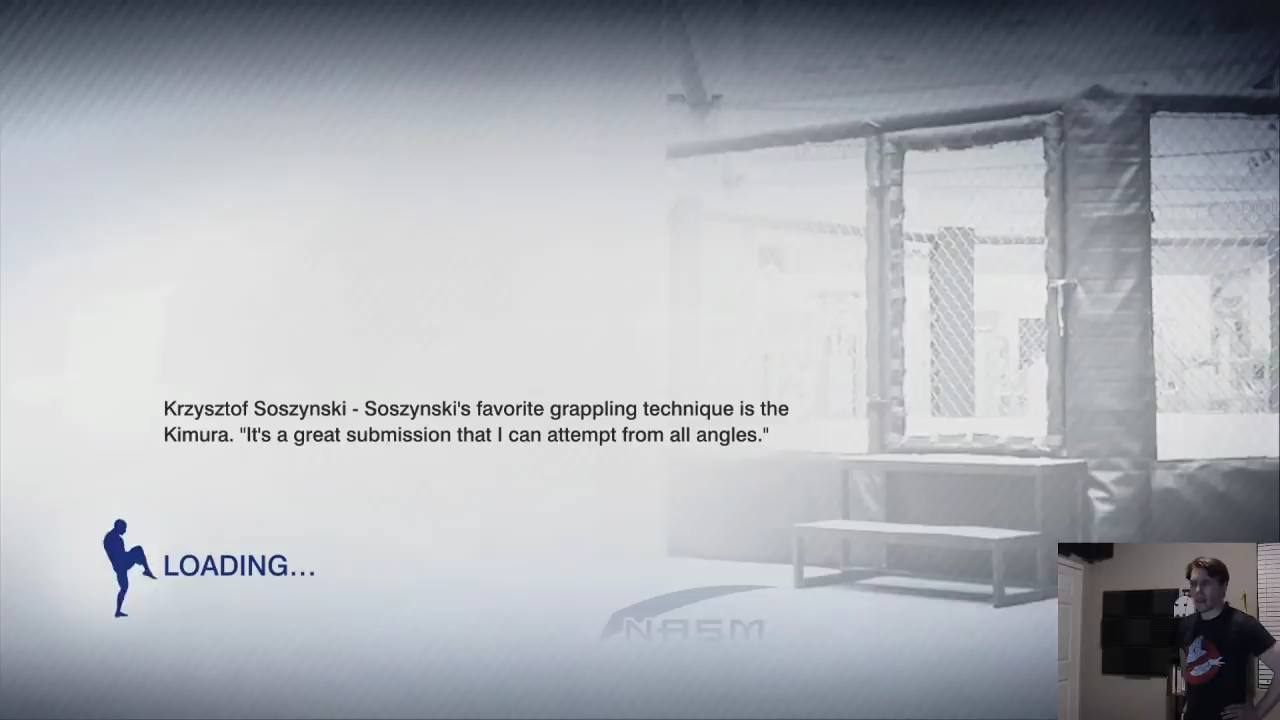 Krzysztof Soszynski - Soszynski's favorite grappling technique is the
Kimura. "It's a great submission that I can attempt from all angles."
LOADING...
NASM